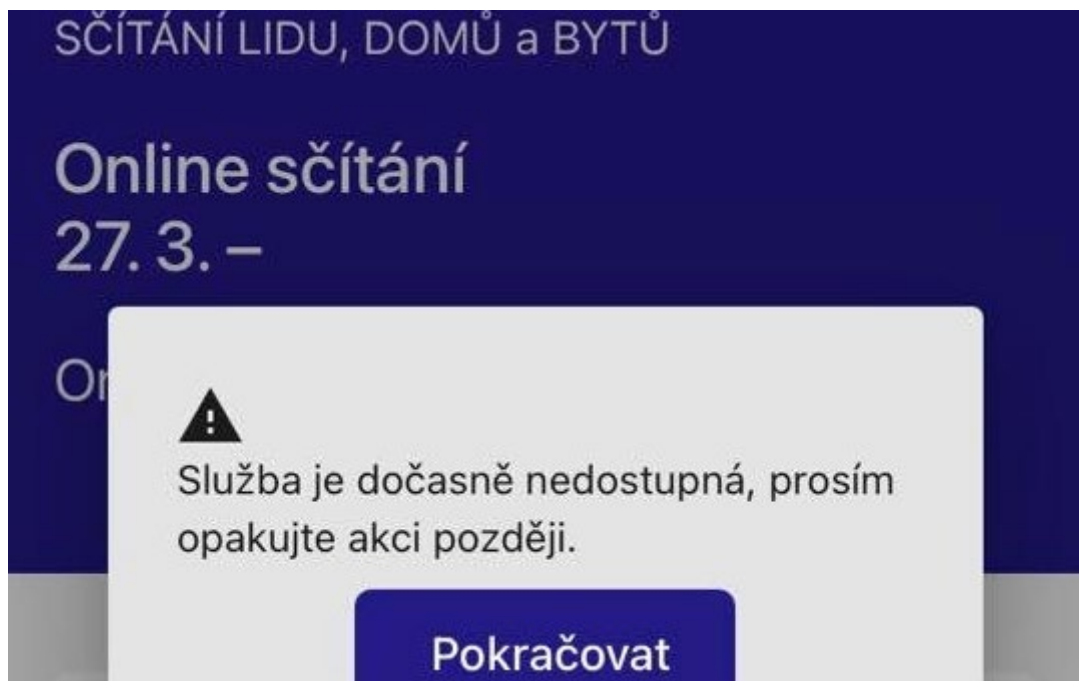 SČÍTÁNÍ LIDU, DOMŮ a BYTŮ
Online sčítání
27. 3. –
Služba je dočasně nedostupná, prosím
opakujte akci později.
Pokračovat